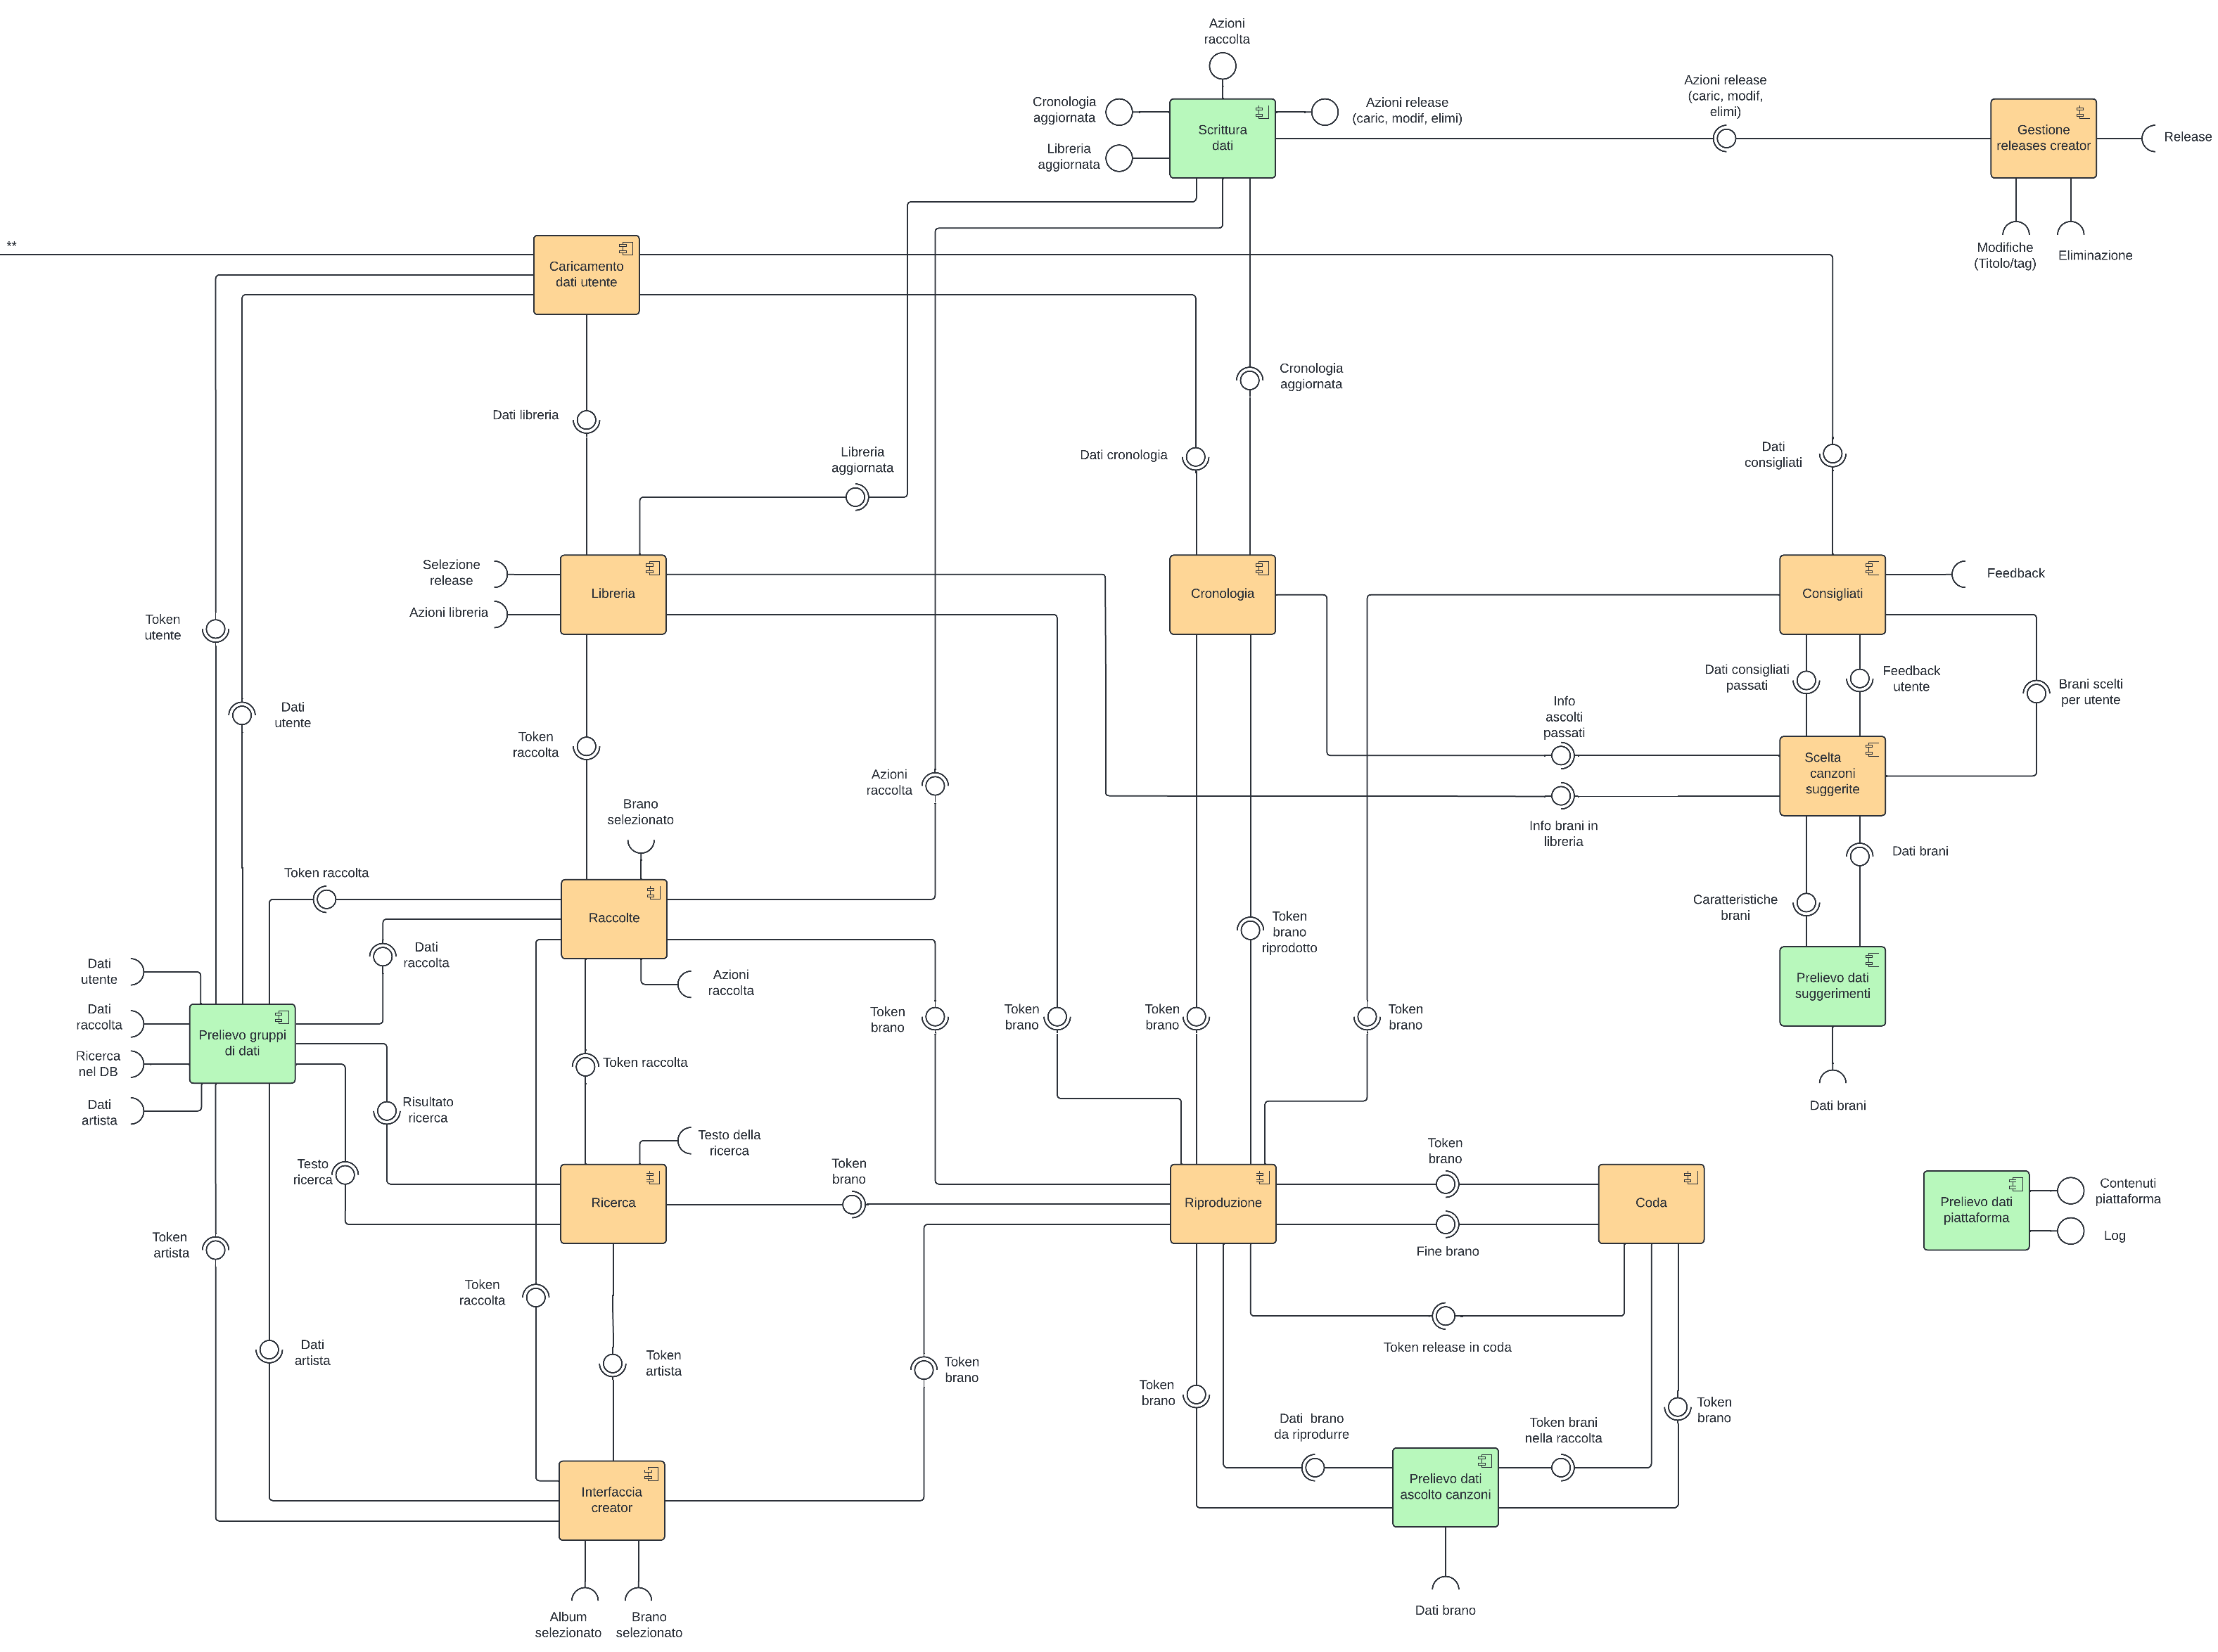 Azioni
raccolta
Cronologia
aggiornata
Libreria
aggiornata
Scrittura
dati
Azioni release
(caric, modif, elimi)
Azioni release
(caric, modif,
elimi)
Gestione
releases creator
Release
Modifiche
(Titolo/tag)
Eliminazione
**
Caricamento
dati utente
Cronologia
aggiornata
Dati libreria
Libreria
aggiornata
Dati cronologia
Dati
consigliati
Selezione
release
Azioni libreria
Libreria
Cronologia
Consigliati
Feedback
Token
utente
Dati
utente
Token
raccolta
Dati consigliati
passati
Feedback
utente
Brani scelti
per utente
Info
ascolti
passati
Scelta
canzoni
suggerite
Azioni
raccolta
Brano
selezionato
Info brani in
libreria
Dati brani
Token raccolta
Raccolte
Caratteristiche
brani
Token
brano
riprodotto
Dati
raccolta
Dati
utente
Dati
raccolta
Ricerca
nel DB
Dati
artista
Prelievo gruppi
di dati
Azioni
raccolta
Prelievo dati
suggerimenti
Token
brano
Token
brano
Token
brano
Token
brano
Token raccolta
Risultato
ricerca
Dati brani
Testo della
ricerca
Testo
ricerca
Token
brano
Token
brano
Ricerca
Riproduzione
Coda
Prelievo dati
piattaforma
Contenuti
piattaforma
Log
Token
artista
Fine brano
Token
raccolta
Dati
artista
Token
artista
Token
brano
Token release in coda
Token
brano
Dati  brano
da riprodurre
Token brani
nella raccolta
Token
brano
Interfaccia
creator
Prelievo dati
ascolto canzoni
Album
selezionato
Brano
selezionato
Dati brano